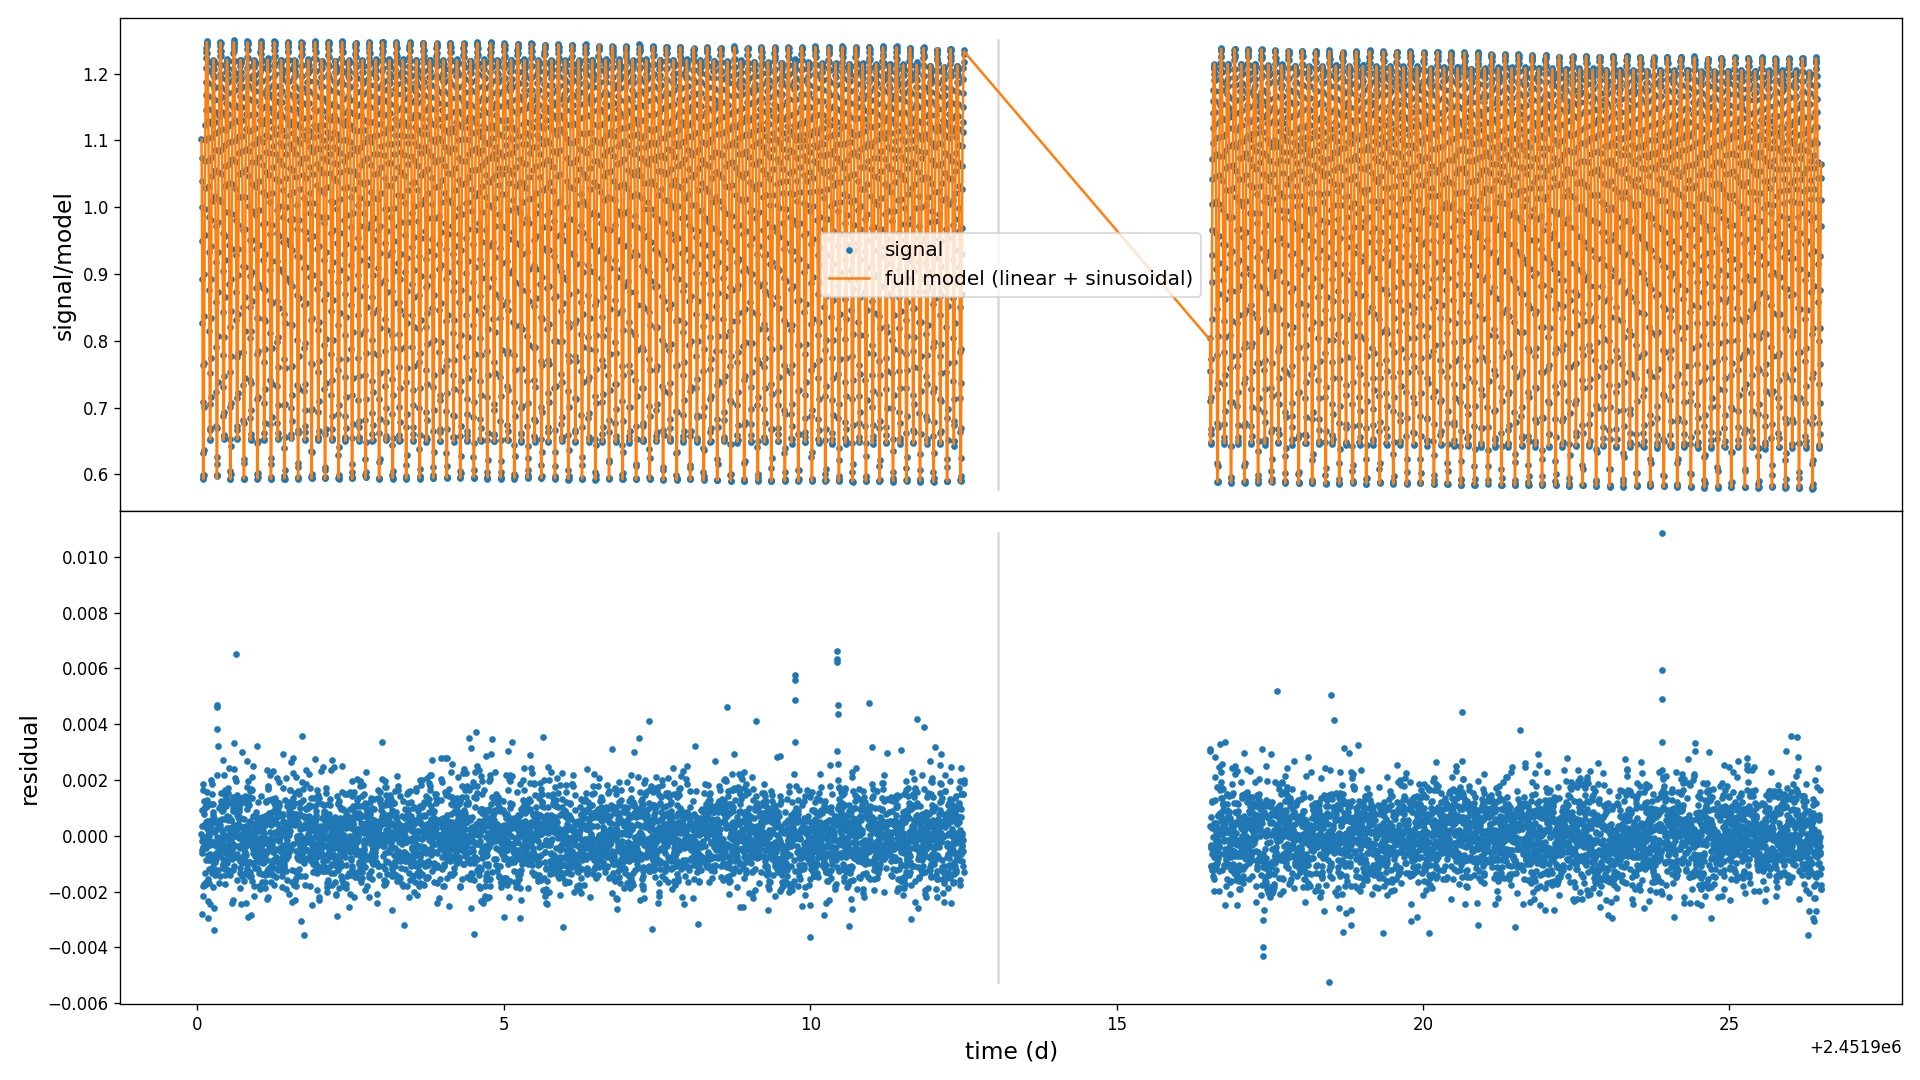 1.2
1.1
1.0
0.9
0.8
0.7
0.6
signal/model
signal
full model (linear + sinusoidal)
0.010
0.008
0.006
0.004
0.002
0.000
−0.002
−0.004
−0.006
residual
0 5 10 15 20 25
time (d)
+2.4519e6